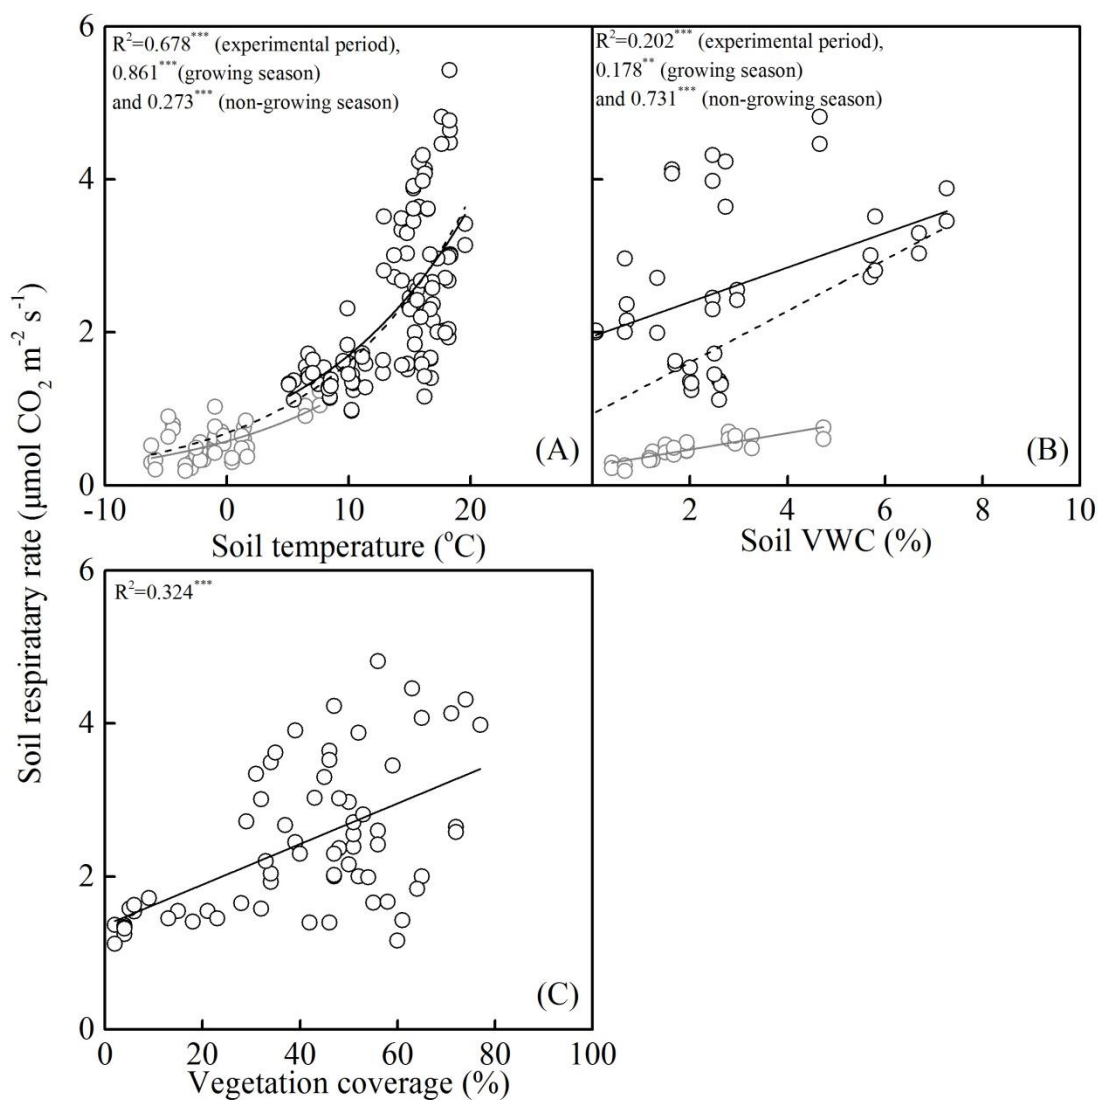 6
R²=0.678*** (experimental period),
0.861***(growing season)
and 0.273*** (non-growing season)
4
2
0
(A)
-10 0 10 20
Soil temperature (°C)
R²=0.202*** (experimental period),
0.178** (growing season)
and 0.731*** (non-growing season)
(B)
2 4 6 8 10
Soil VWC (%)
Soil respiratary rate (μmol CO₂ m⁻² s⁻¹)
6
R²=0.324***
4
2
0
(C)
0 20 40 60 80 100
Vegetation coverage (%)